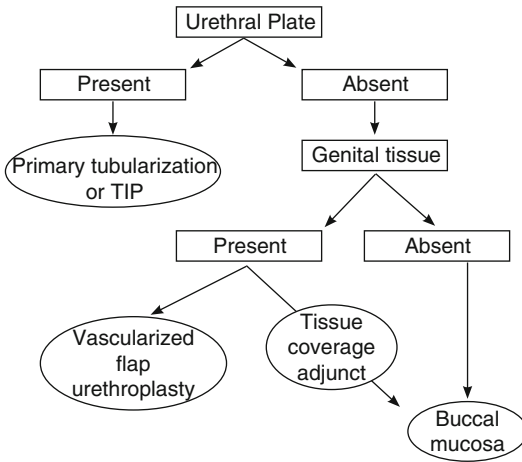 Urethral Plate
Present
Absent
Primary tubularization
or TIP
Genital tissue
Present
Absent
Vascularized
flap
urethroplasty
Tissue
coverage
adjunct
Buccal
mucosa